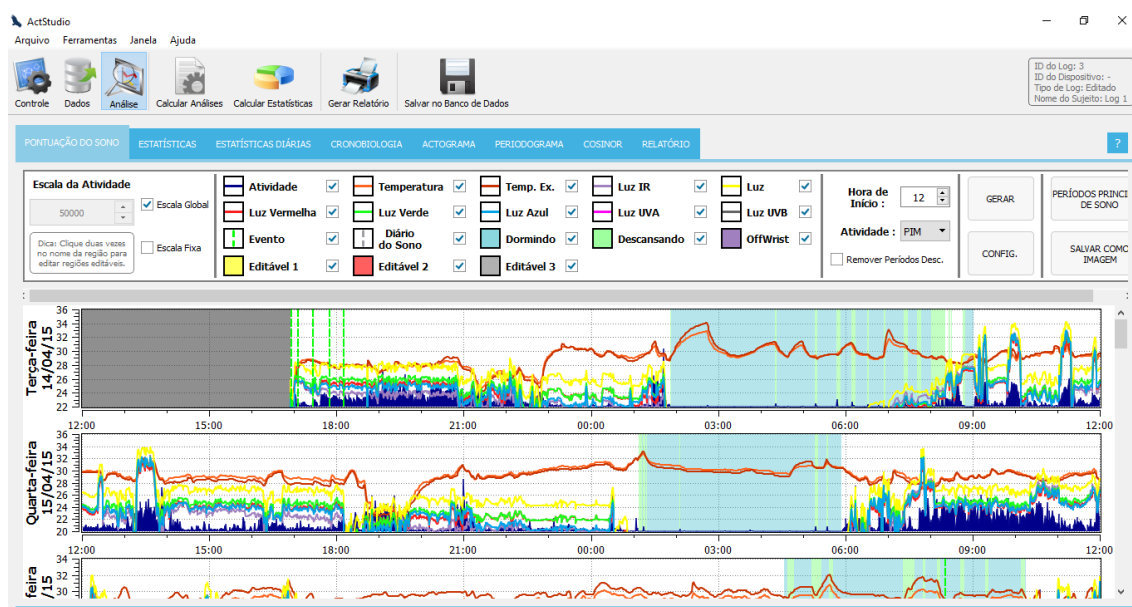 ActStudio
Arquivo Ferramentas Janela Ajuda
Controle Dados Análise Calcular Análises Calcular Estatísticas Gerar Relatório Salvar no Banco de Dados
ID do Log: 3
ID do Dispositivo: -
Tipo de Log: Editado
Nome do Sujeito: Log 1
PONTUAÇÃO DO SONO ESTATÍSTICAS ESTATÍSTICAS DIÁRIAS CRONOBIOLOGIA ACTOGRAMA PERIODOGRAMA COSINOR RELATÓRIO ?
Escala da Atividade
50000
Escala Global
Dica: Clique duas vezes
no nome da região para
editar regiões editáveis.
Escala Fixa
Atividade Temperatura Temp. Ex. Luz IR Luz
Luz Vermelha Luz Verde Luz Azul Luz UVA Luz UVB
Evento Diário
do Sono Dormindo Descansando OffWrist
Editável 1 Editável 2 Editável 3
Hora de
Início : 12
Atividade : PIM
Remover Períodos Desc.
GERAR
CONFIG.
PERÍODOS PRINCI
DE SONO
SALVAR COMO
IMAGEM
Terça-feira
14/04/15
36
34
32
30
28
26
24
22
12:00 15:00 18:00 21:00 00:00 03:00 06:00 09:00 12:00
Quarta-feira
15/04/15
36
34
32
30
28
26
24
22
20
12:00 15:00 18:00 21:00 00:00 03:00 06:00 09:00 12:00
feira
/15
34
32
30